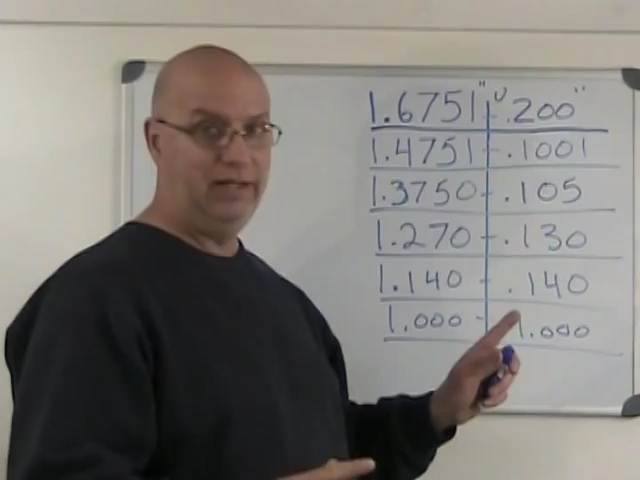 1.6751" - .200"
1.4751 - .1001
1.3750 - .105
1.270 - .130
1.140 - .140
1.000 - 1.000